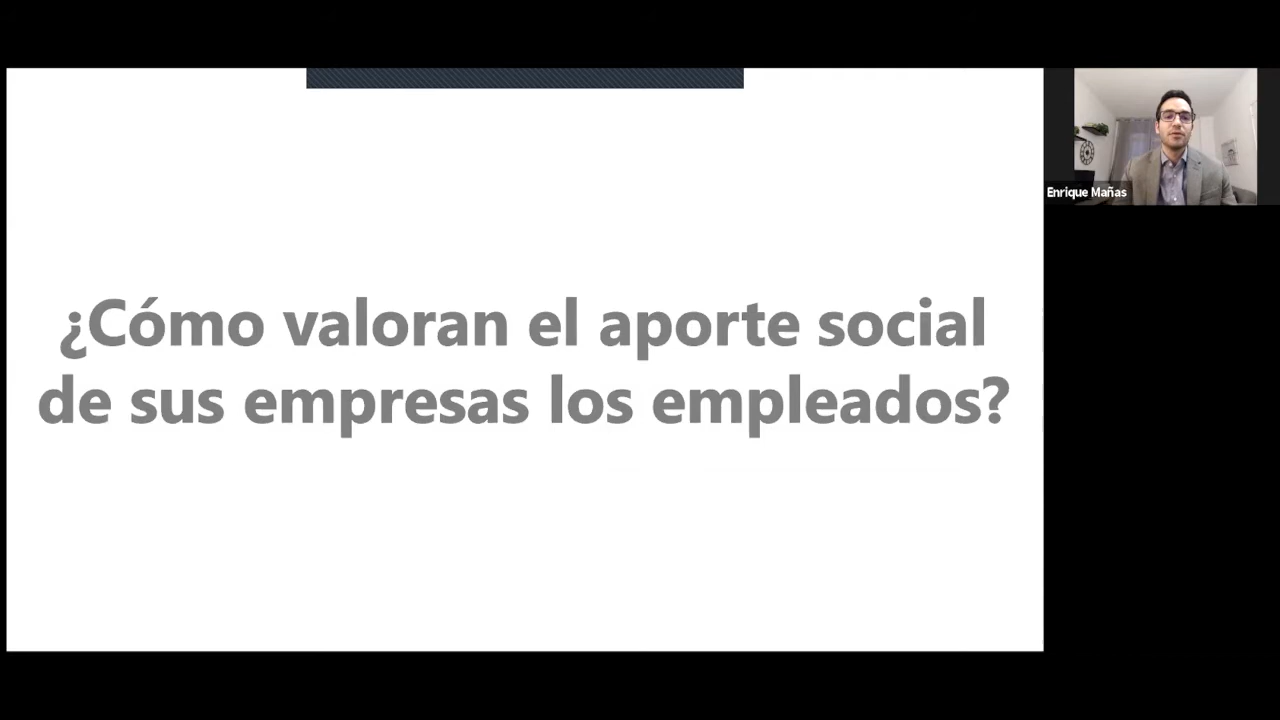 ¿Cómo valoran el aporte social
de sus empresas los empleados?
Enrique Mañas